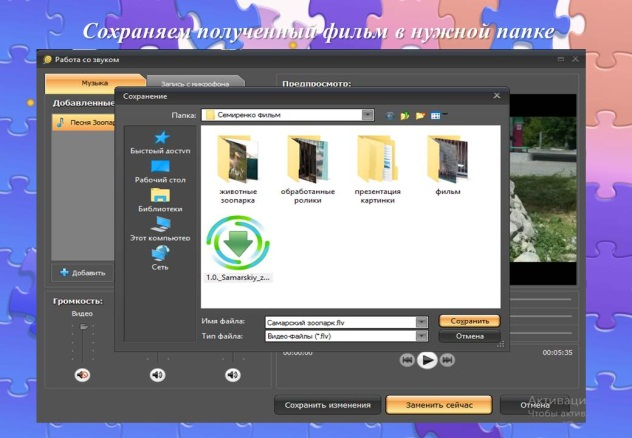 Сохраняем полученный фильм в нужной папке
Работа со звуком
Музыка
Запись с микрофона
Предпросмотр:
Добавленные
Песня Зоопар
Сохранение
Папка:
Семиренко фильм
Быстрый доступ
Рабочий стол
Библиотеки
Этот компьютер
Сеть
животные
зоопарка
обработанные
ролики
презентация
картинки
фильм
1.0._Samarskiy_z...
Имя файла:
Самарский зоопарк.flv
Сохранить
Тип файла:
Видео-файлы (*.flv)
Отмена
Добавить
Громкость:
Видео
00:00:00
00:05:35
Сохранить изменения
Заменить сейчас
Отмена
Активаци
Чтобы актив